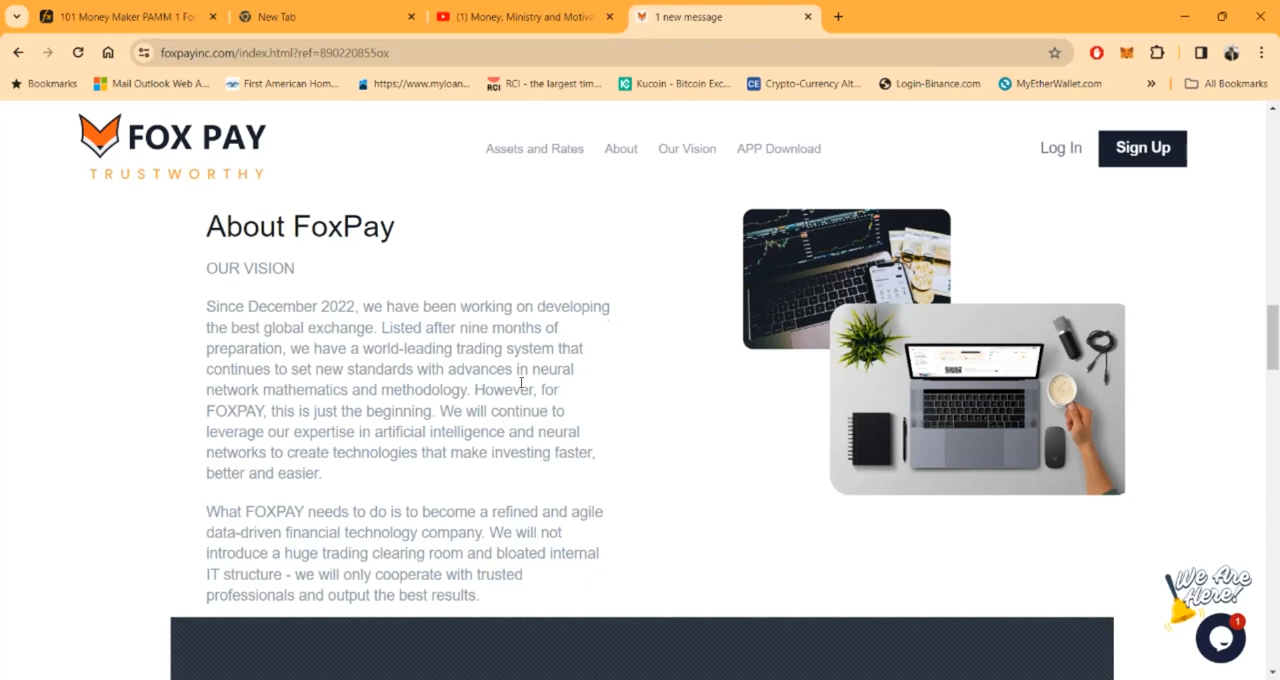 101 Money Maker PAMM 1 Fo
New Tab
(1) Money, Ministry and Motiva
1 new message
foxpayinc.com/index.html?ref=890220855ox
Bookmarks
Mail Outlook Web A...
First American Hom...
https://www.myloan...
RCI - the largest tim...
Kucoin - Bitcoin Exc...
Crypto-Currency Alt...
Login-Binance.com
MyEtherWallet.com
»
All Bookmarks
FOX PAY
TRUSTWORTHY
Assets and Rates
About
Our Vision
APP Download
Log In
Sign Up
About FoxPay
OUR VISION
Since December 2022, we have been working on developing
the best global exchange. Listed after nine months of
preparation, we have a world-leading trading system that
continues to set new standards with advances in neural
network mathematics and methodology. However, for
FOXPAY, this is just the beginning. We will continue to
leverage our expertise in artificial intelligence and neural
networks to create technologies that make investing faster,
better and easier.
What FOXPAY needs to do is to become a refined and agile
data-driven financial technology company. We will not
introduce a huge trading clearing room and bloated internal
IT structure - we will only cooperate with trusted
professionals and output the best results.
We Are
Here!
1